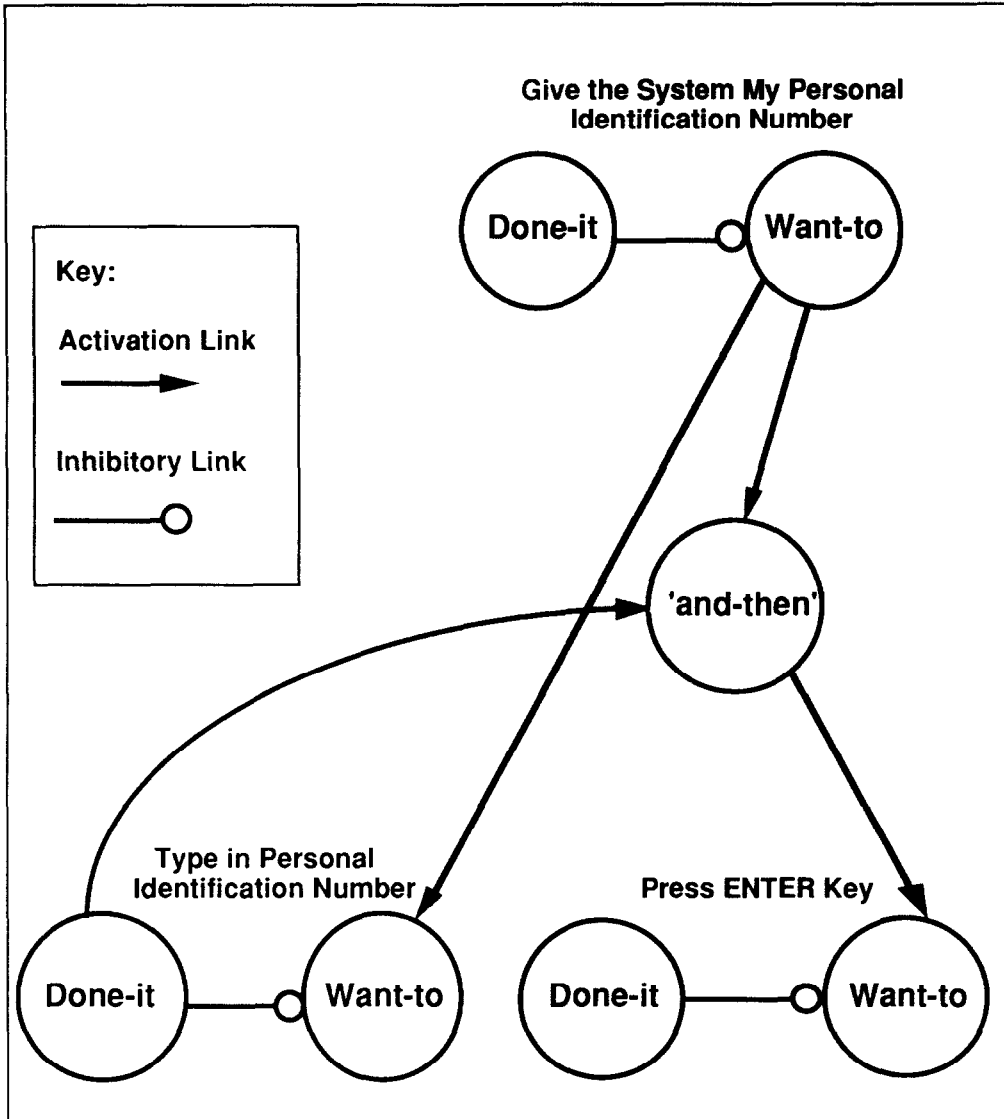 Give the System My Personal
Identification Number
Done-it
Want-to
Key:
Activation Link
Inhibitory Link
'and-then'
Type in Personal
Identification Number
Press ENTER Key
Done-it
Want-to
Done-it
Want-to